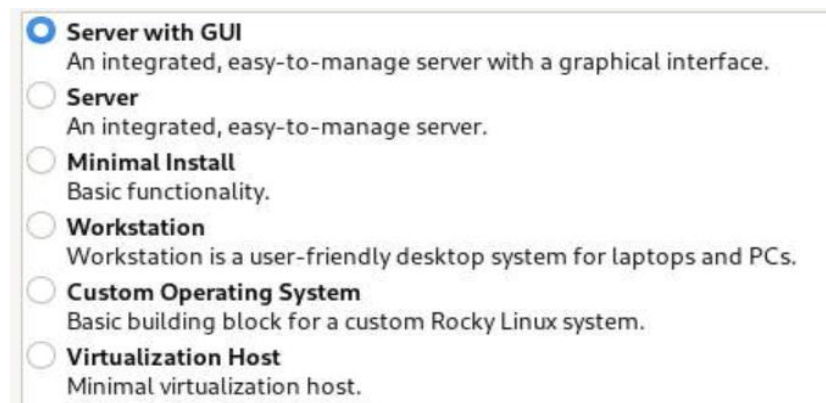 Server with GUI
An integrated, easy-to-manage server with a graphical interface.
Server
An integrated, easy-to-manage server.
Minimal Install
Basic functionality.
Workstation
Workstation is a user-friendly desktop system for laptops and PCs.
Custom Operating System
Basic building block for a custom Rocky Linux system.
Virtualization Host
Minimal virtualization host.